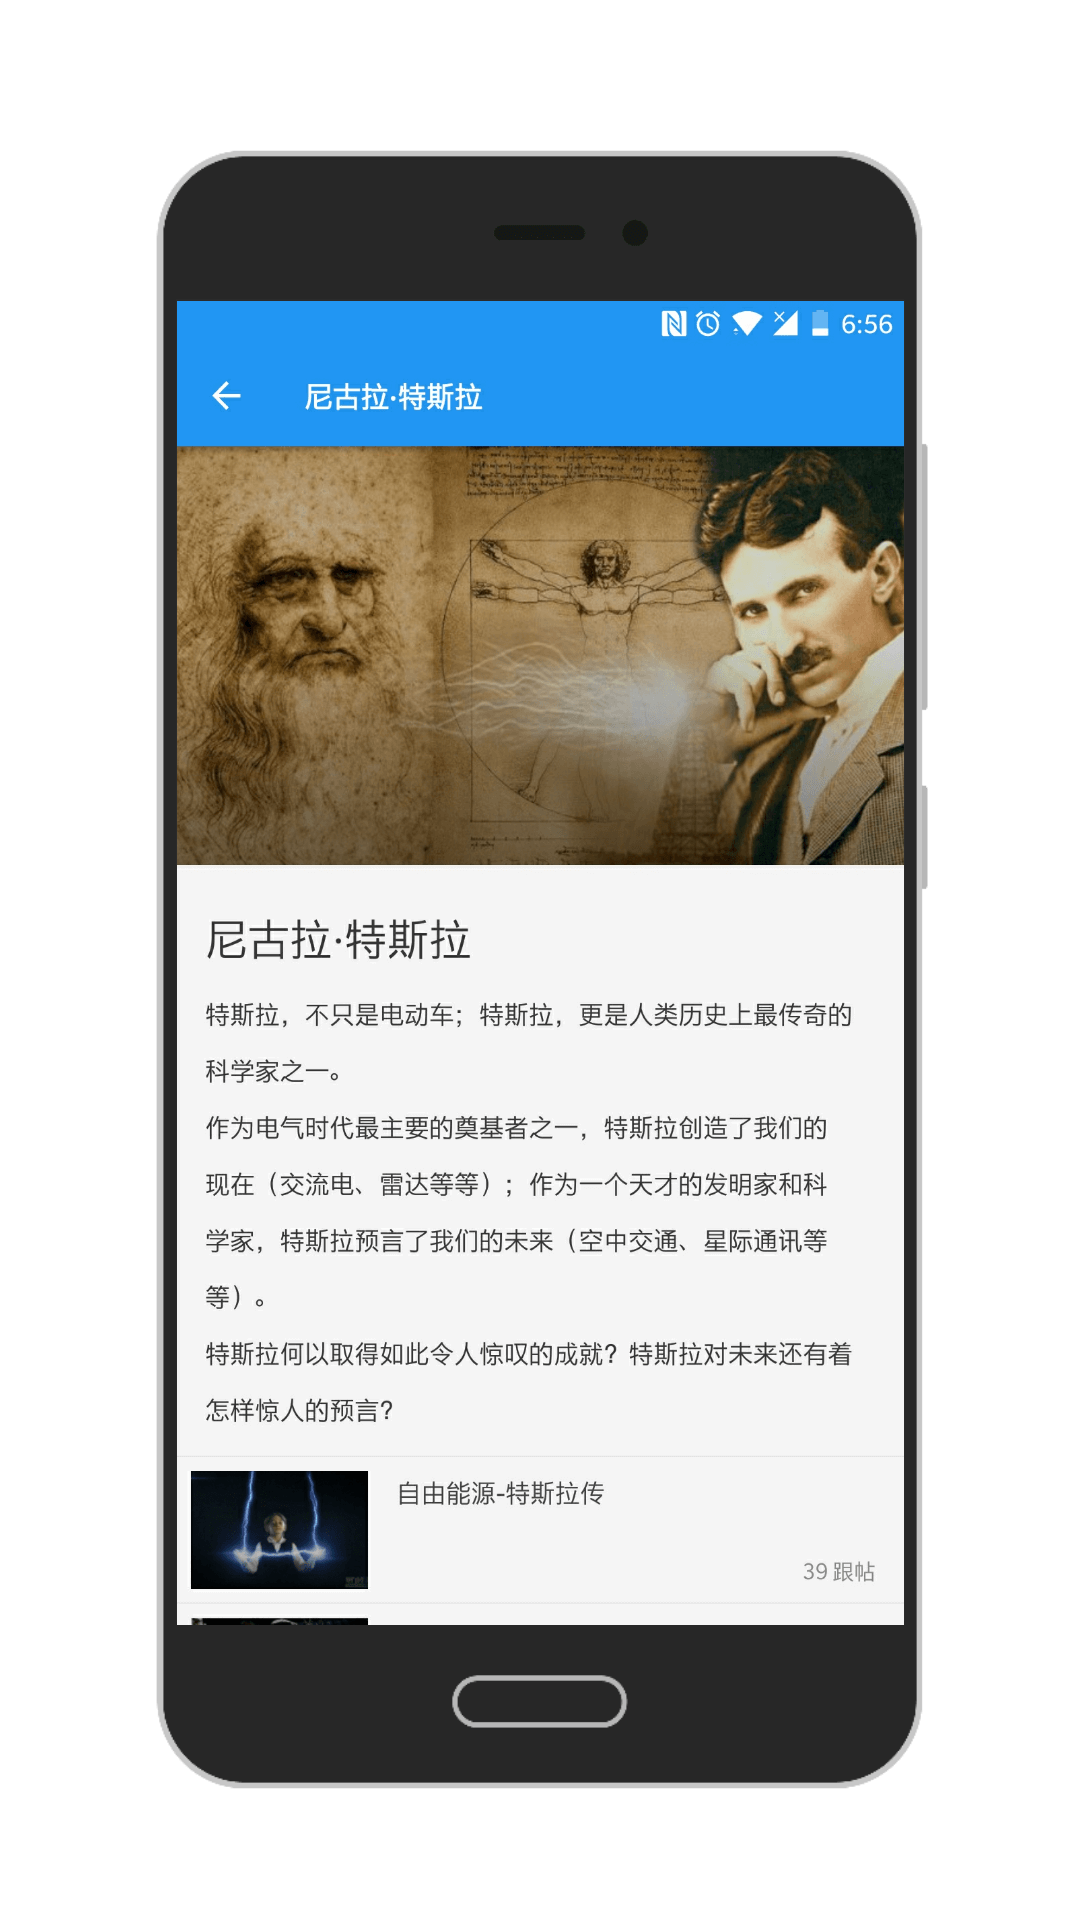 6:56
尼古拉·特斯拉
尼古拉·特斯拉
特斯拉，不只是电动车；特斯拉，更是人类历史上最传奇的
科学家之一。
作为电气时代最主要的奠基者之一，特斯拉创造了我们的
现在（交流电、雷达等等）；作为一个天才的发明家和科
学家，特斯拉预言了我们的未来（空中交通、星际通讯等
等）。
特斯拉何以取得如此令人惊叹的成就？特斯拉对未来还有着
怎样惊人的预言？
自由能源-特斯拉传
39 跟帖